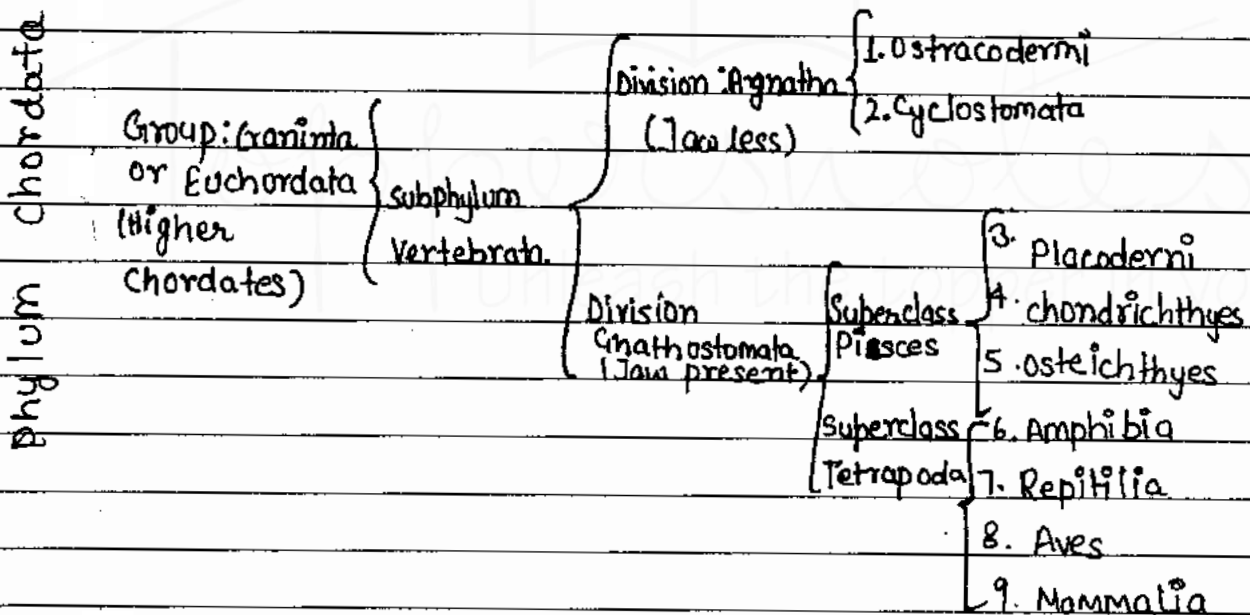 Phylum Chordata
Group: Craninta
or Euchordata
(Higher
Chordates)
Subphylum
Vertebrata.
Division :Agnatha
(Jaw less)
1. Ostracodermi
2. Cyclostomata
Division
Gnathostomata
(Jaw present)
Superclass
Pisces
3. Placoderni
4. chondrichthyes
5. osteichthyes
Superclass
Tetrapoda
6. Amphibia
7. Repitilia
8. Aves
9. Mammalia